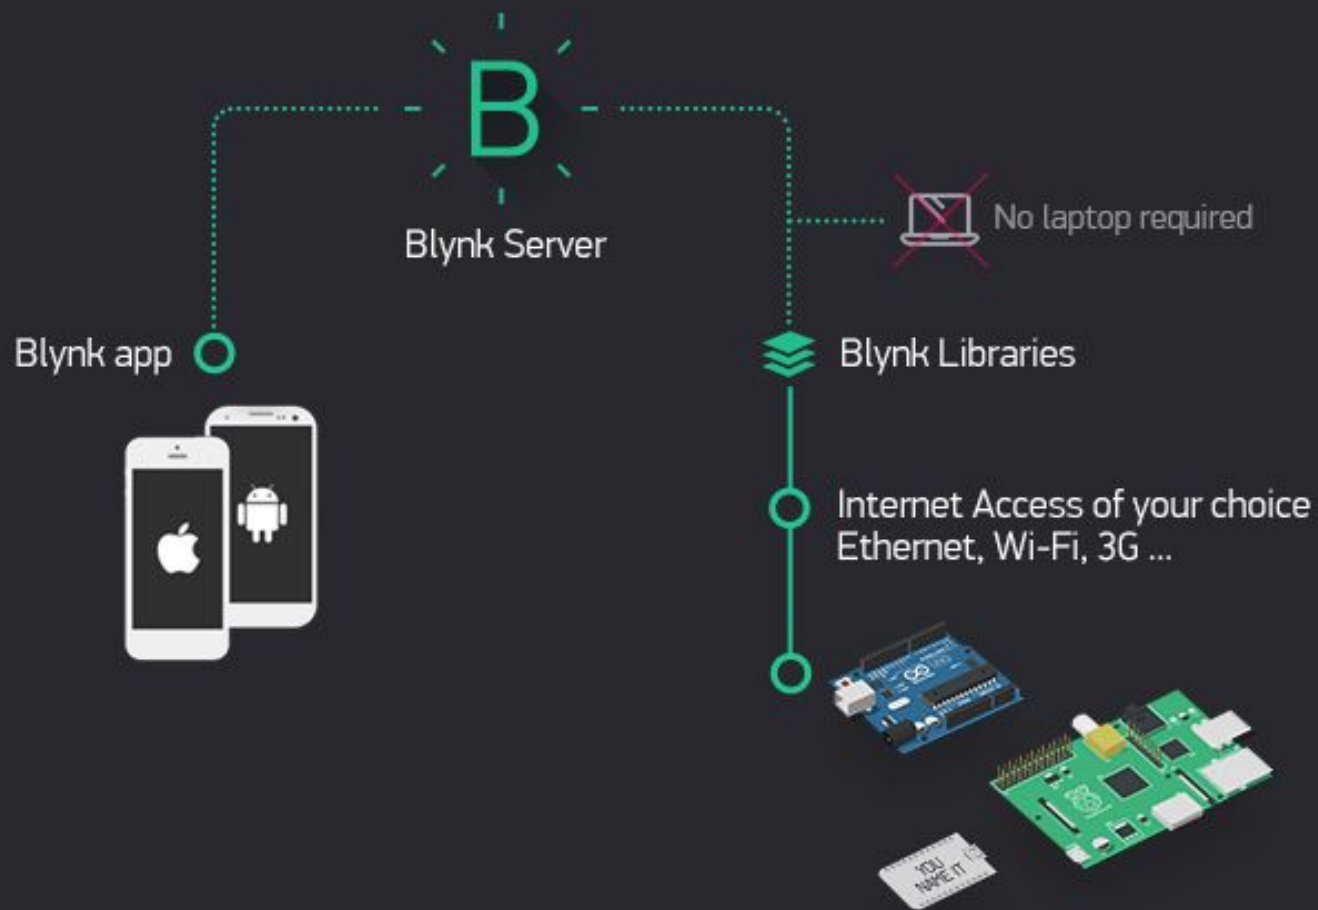 B
Blynk Server
No laptop required
Blynk app
Blynk Libraries
Internet Access of your choice
Ethernet, Wi-Fi, 3G ...
YOU
NAME IT